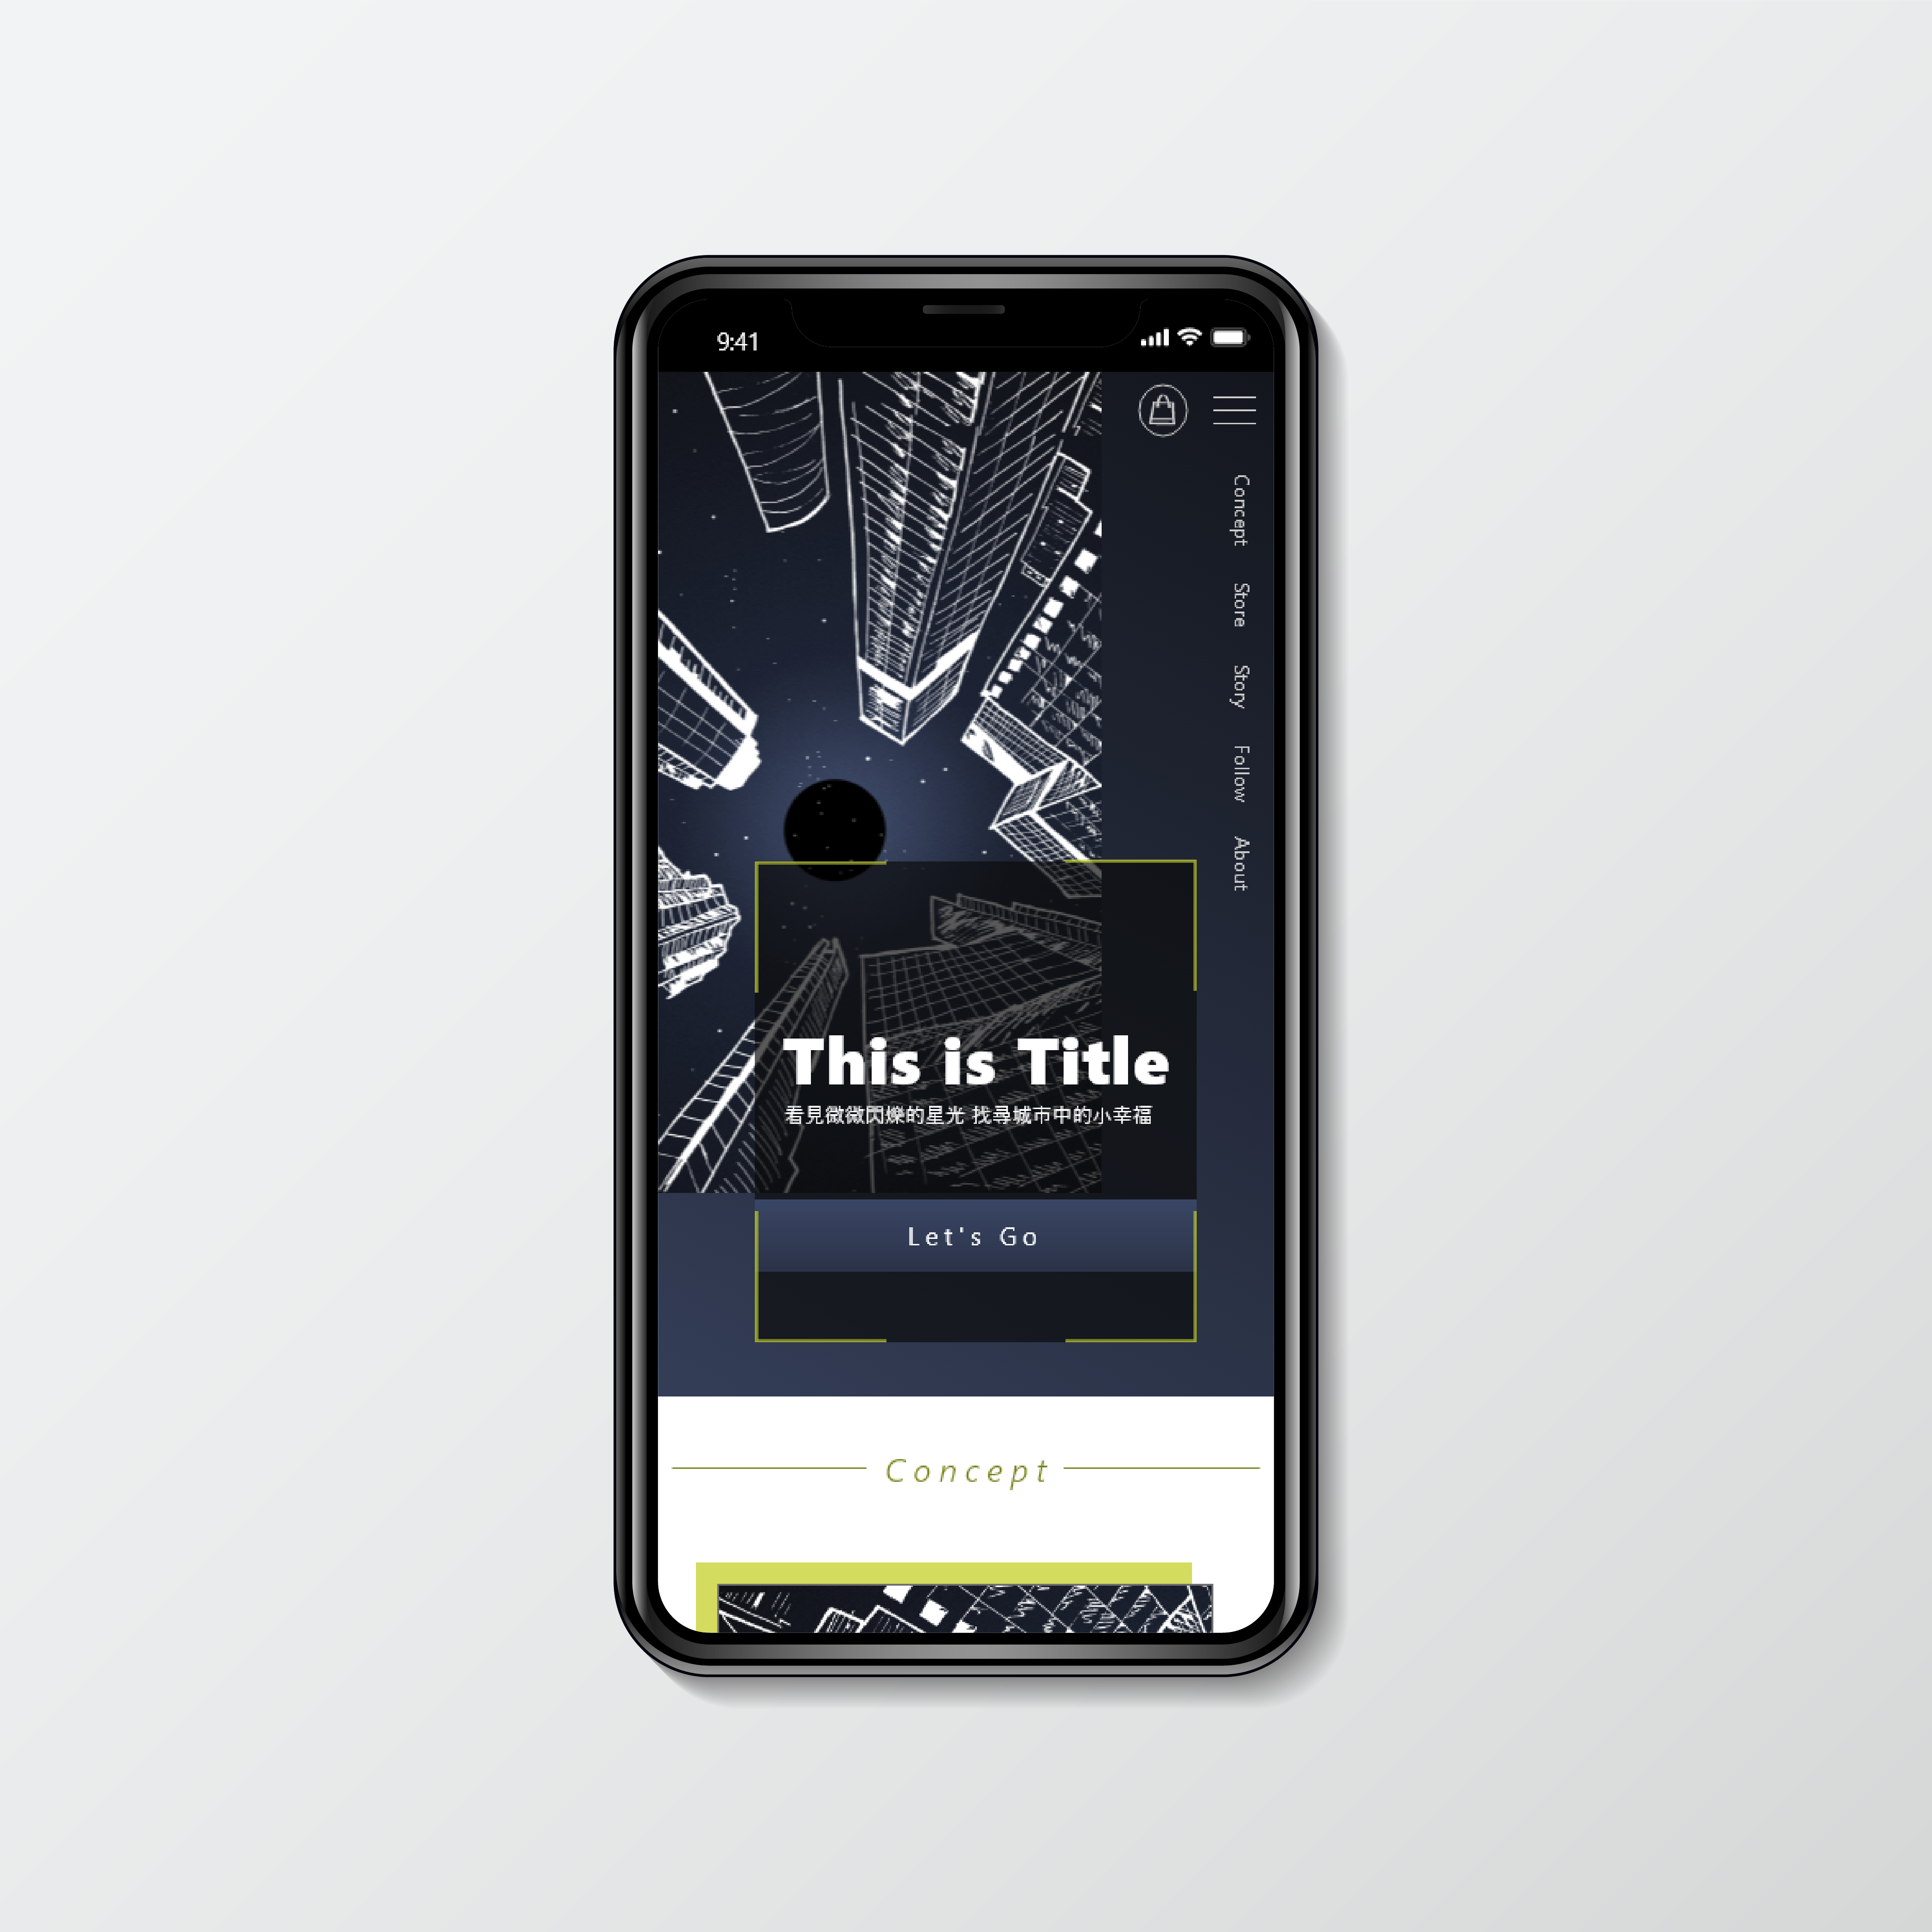 9:41
Concept
Store
Story
Follow
About
This is Title
看見微微閃爍的星光 找尋城市中的小幸福
Let's Go
Concept